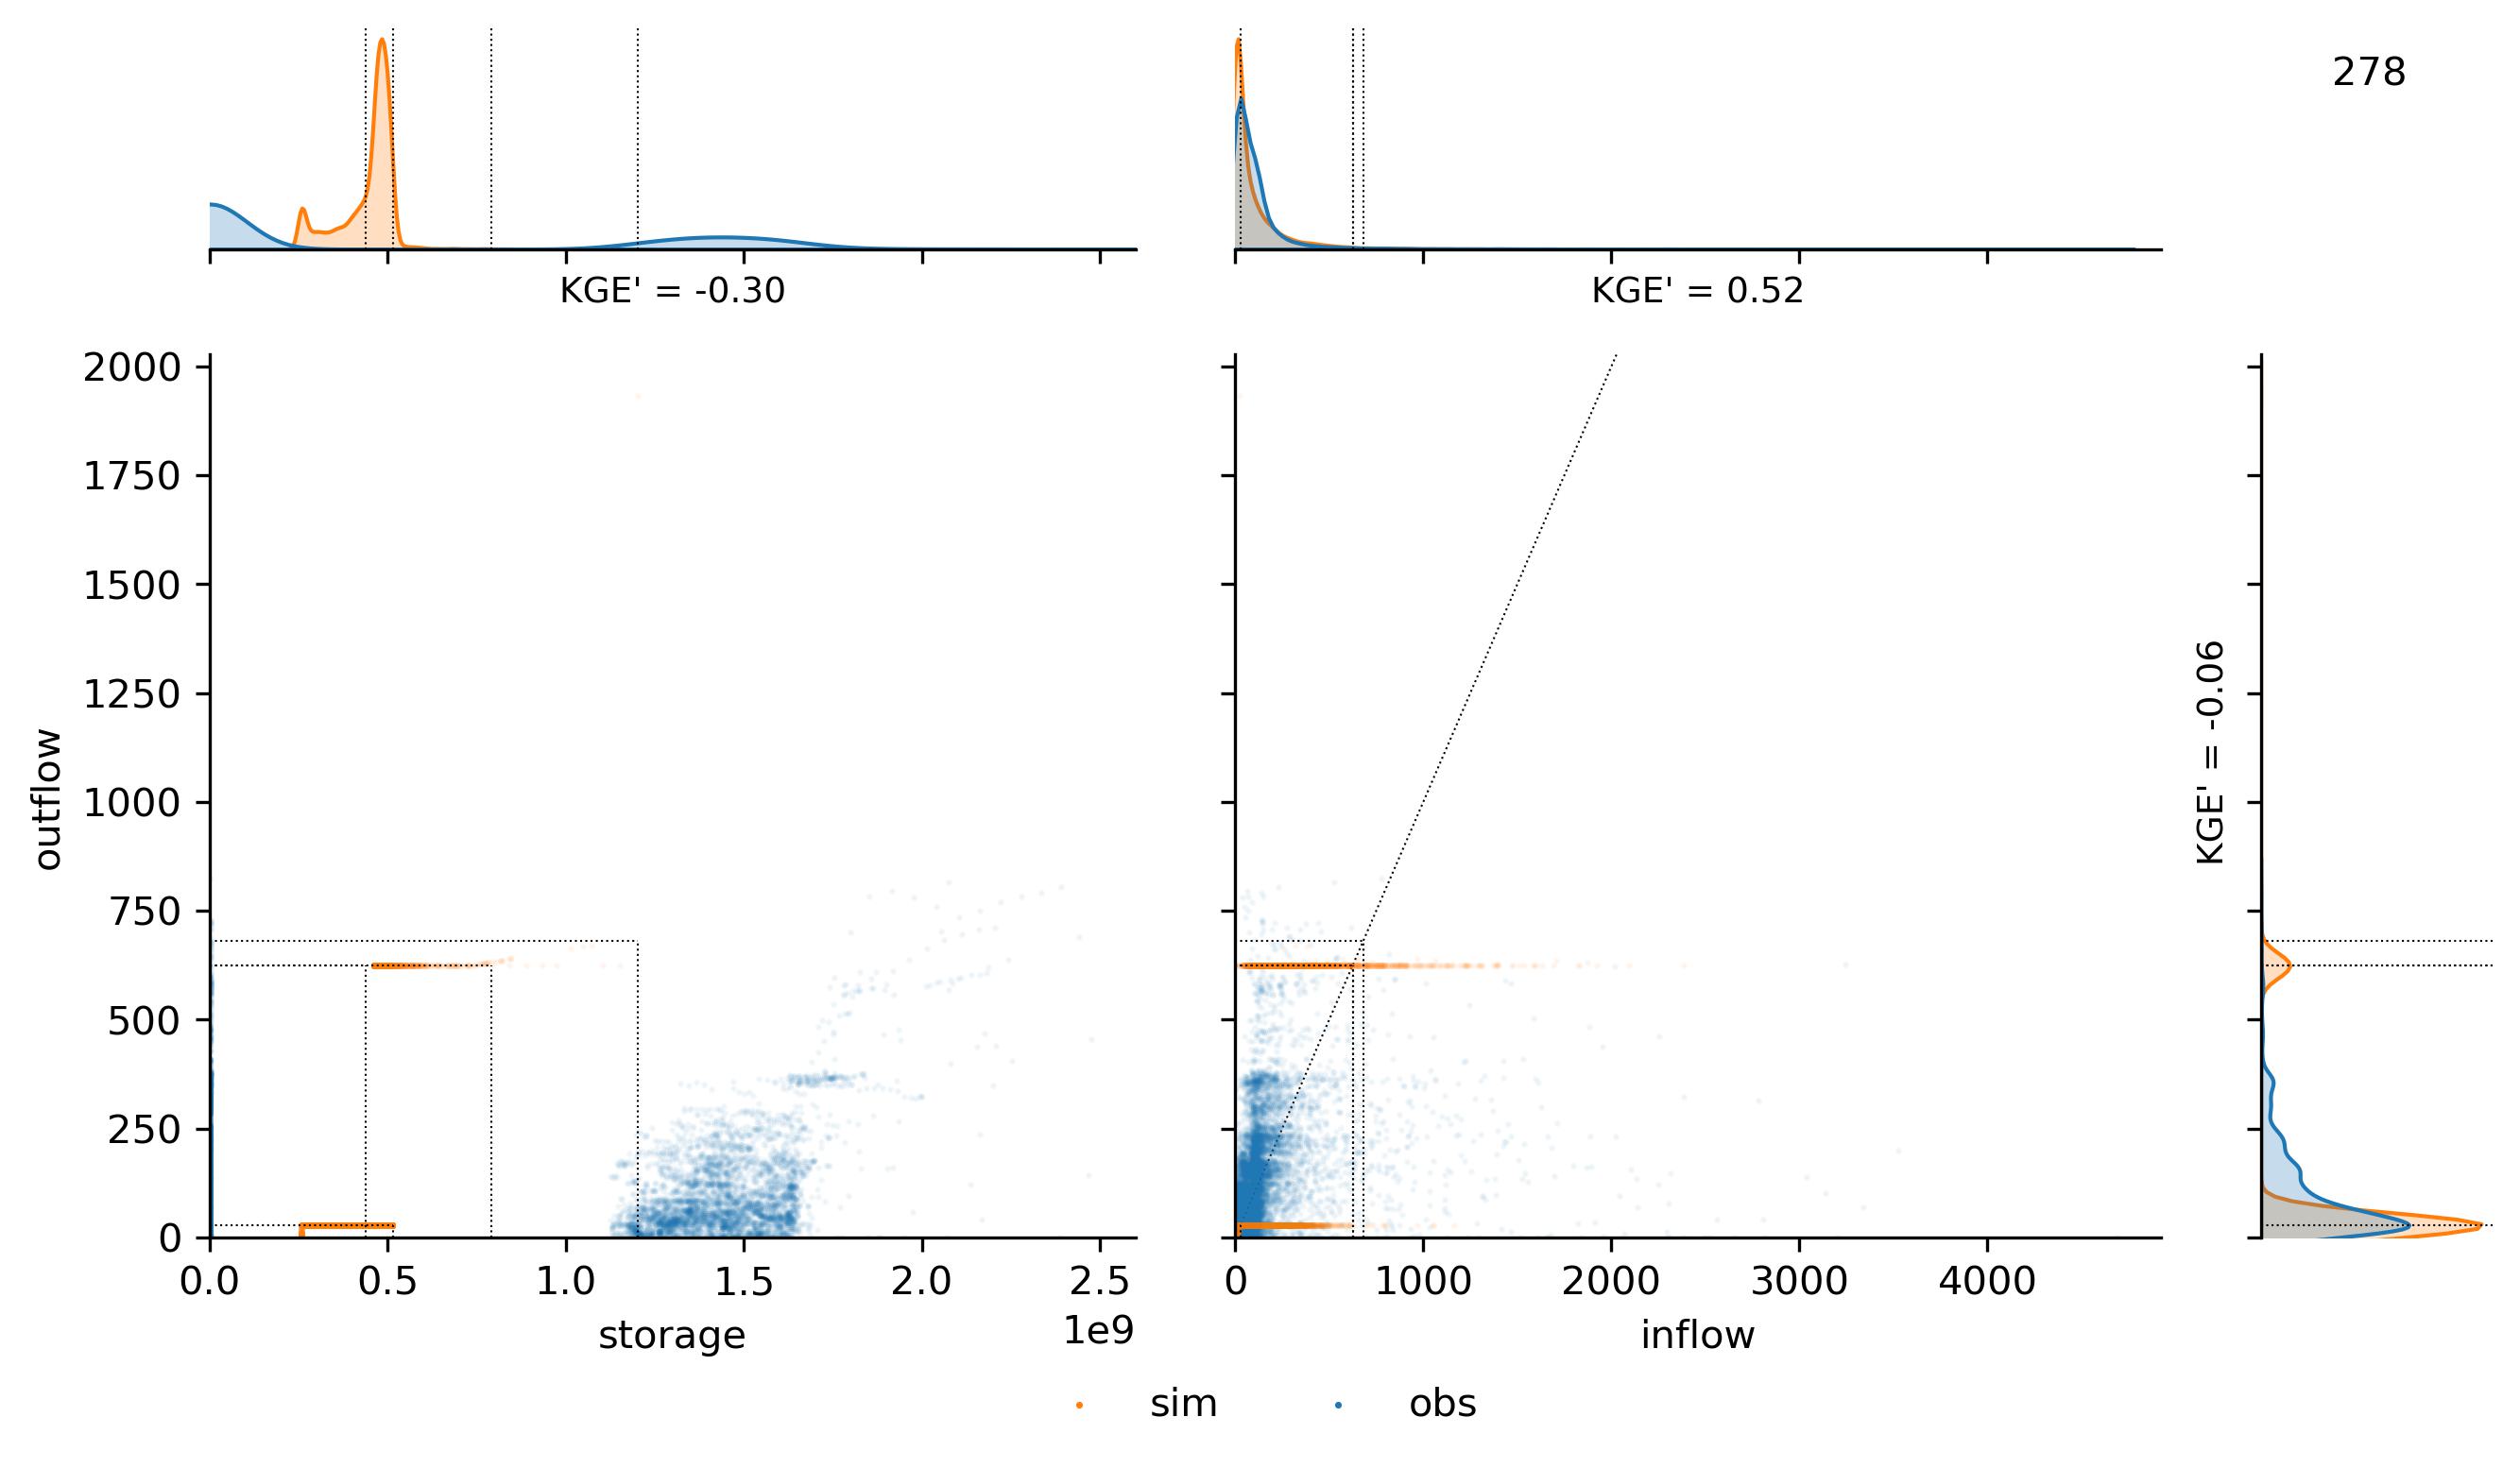 278
KGE' = -0.30
KGE' = 0.52
2000
1750
1500
1250
1000
750
500
250
0
outflow
KGE' = -0.06
0.0 0.5 1.0 1.5 2.0 2.5
1e9
storage
0 1000 2000 3000 4000
inflow
sim obs